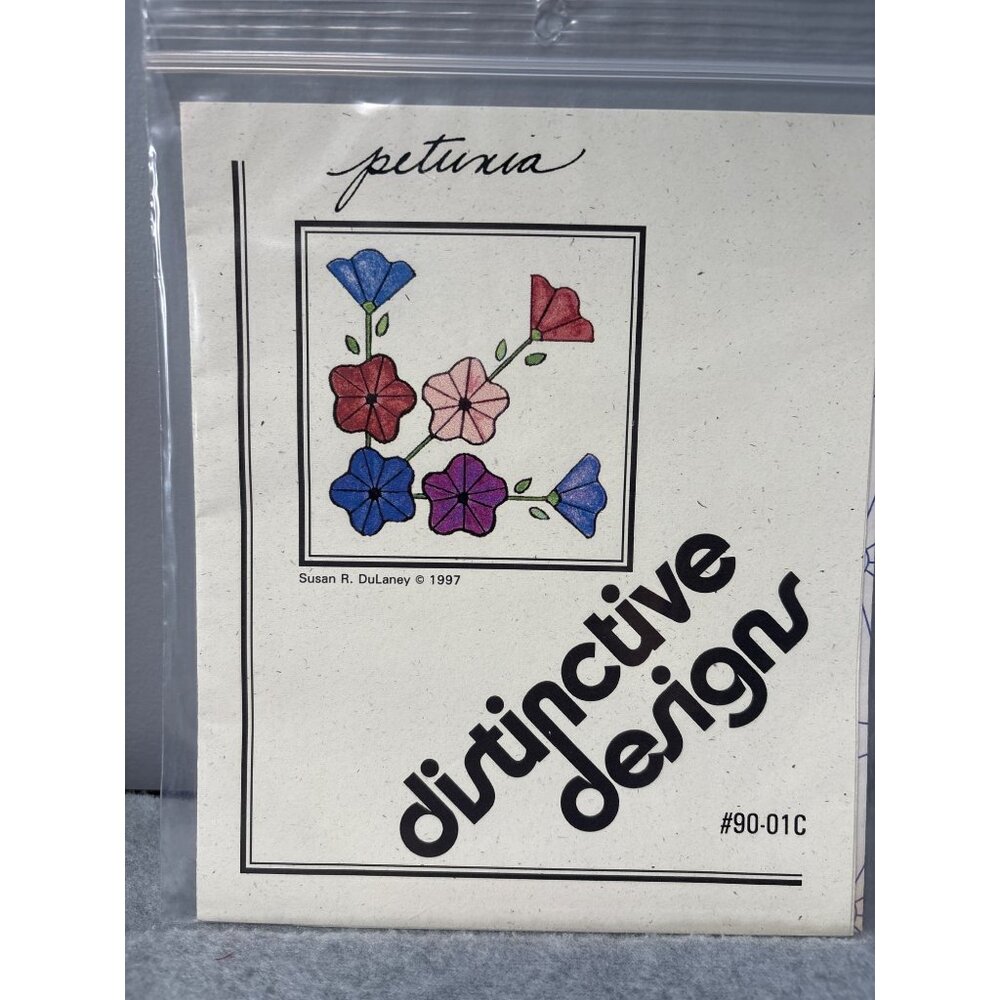 petunia
Susan R. DuLaney © 1997
distinctive
designs
#90-01C